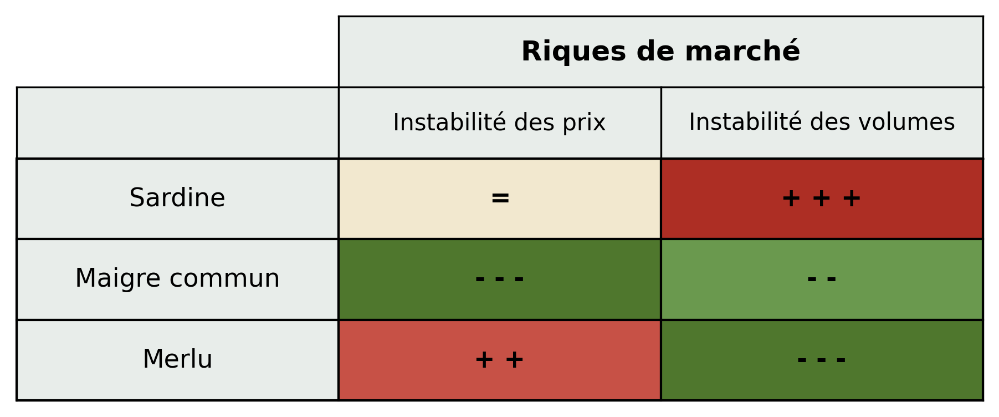 Riques de marché
Instabilité des prix Instabilité des volumes
Sardine = + + +
Maigre commun - - - - -
Merlu + + - - -